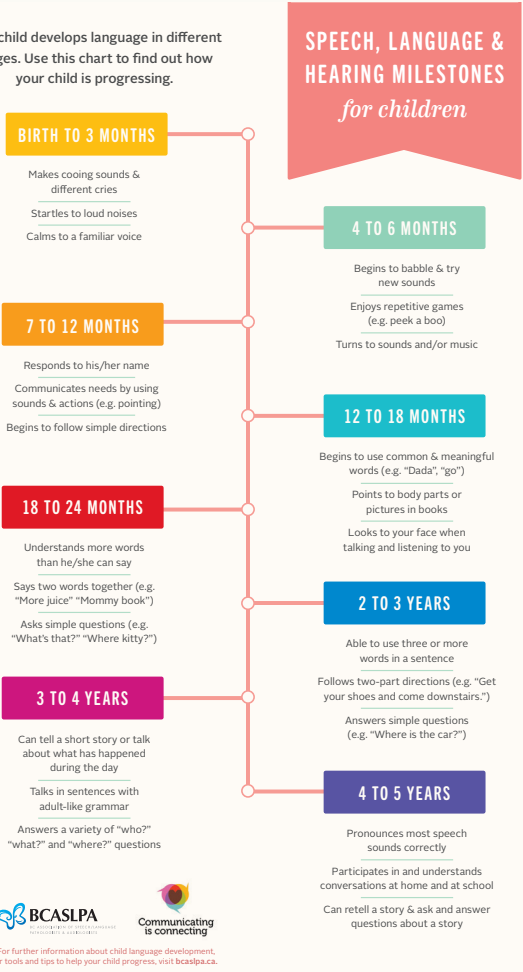 child develops language in different
Use this chart to find out how
your child is progressing.
SPEECH, LANGUAGE &
HEARING MILESTONES
for children
BIRTH TO 3 MONTHS
Makes cooing sounds &
different cries
Startles to loud noises
Calms to a familiar voice
4 TO 6 MONTHS
Begins to babble & try
new sounds
Enjoys repetitive games
(e.g. peek a boo)
Turns to sounds and/or music
7 TO 12 MONTHS
Responds to his/her name
Communicates needs by using
sounds & actions (e.g. pointing)
Begins to follow simple directions
12 TO 18 MONTHS
Begins to use common & meaningful
words (e.g. “Dada”, “go”)
Points to body parts or
pictures in books
Looks to your face when
talking and listening to you
18 TO 24 MONTHS
Understands more words
than he/she can say
Says two words together (e.g.
“More juice” “Mommy book”)
Asks simple questions (e.g.
“What’s that?” “Where kitty?”)
2 TO 3 YEARS
Able to use three or more
words in a sentence
Follows two-part directions (e.g. “Get
your shoes and come downstairs.”)
Answers simple questions
(e.g. “Where is the car?”)
3 TO 4 YEARS
Can tell a short story or talk
about what has happened
during the day
Talks in sentences with
adult-like grammar
Answers a variety of “who?”
“what?” and “where?” questions
4 TO 5 YEARS
Pronounces most speech
sounds correctly
Participates in and understands
conversations at home and at school
Can retell a story & ask and answer
questions about a story
BCASLPA
BC ASSOCIATION OF SPEECH/LANGUAGE
PATHOLOGISTS & AUDIOLOGISTS
Communicating
is connecting
For further information about child language development,
tools and tips to help your child progress, visit bcaslpa.ca.